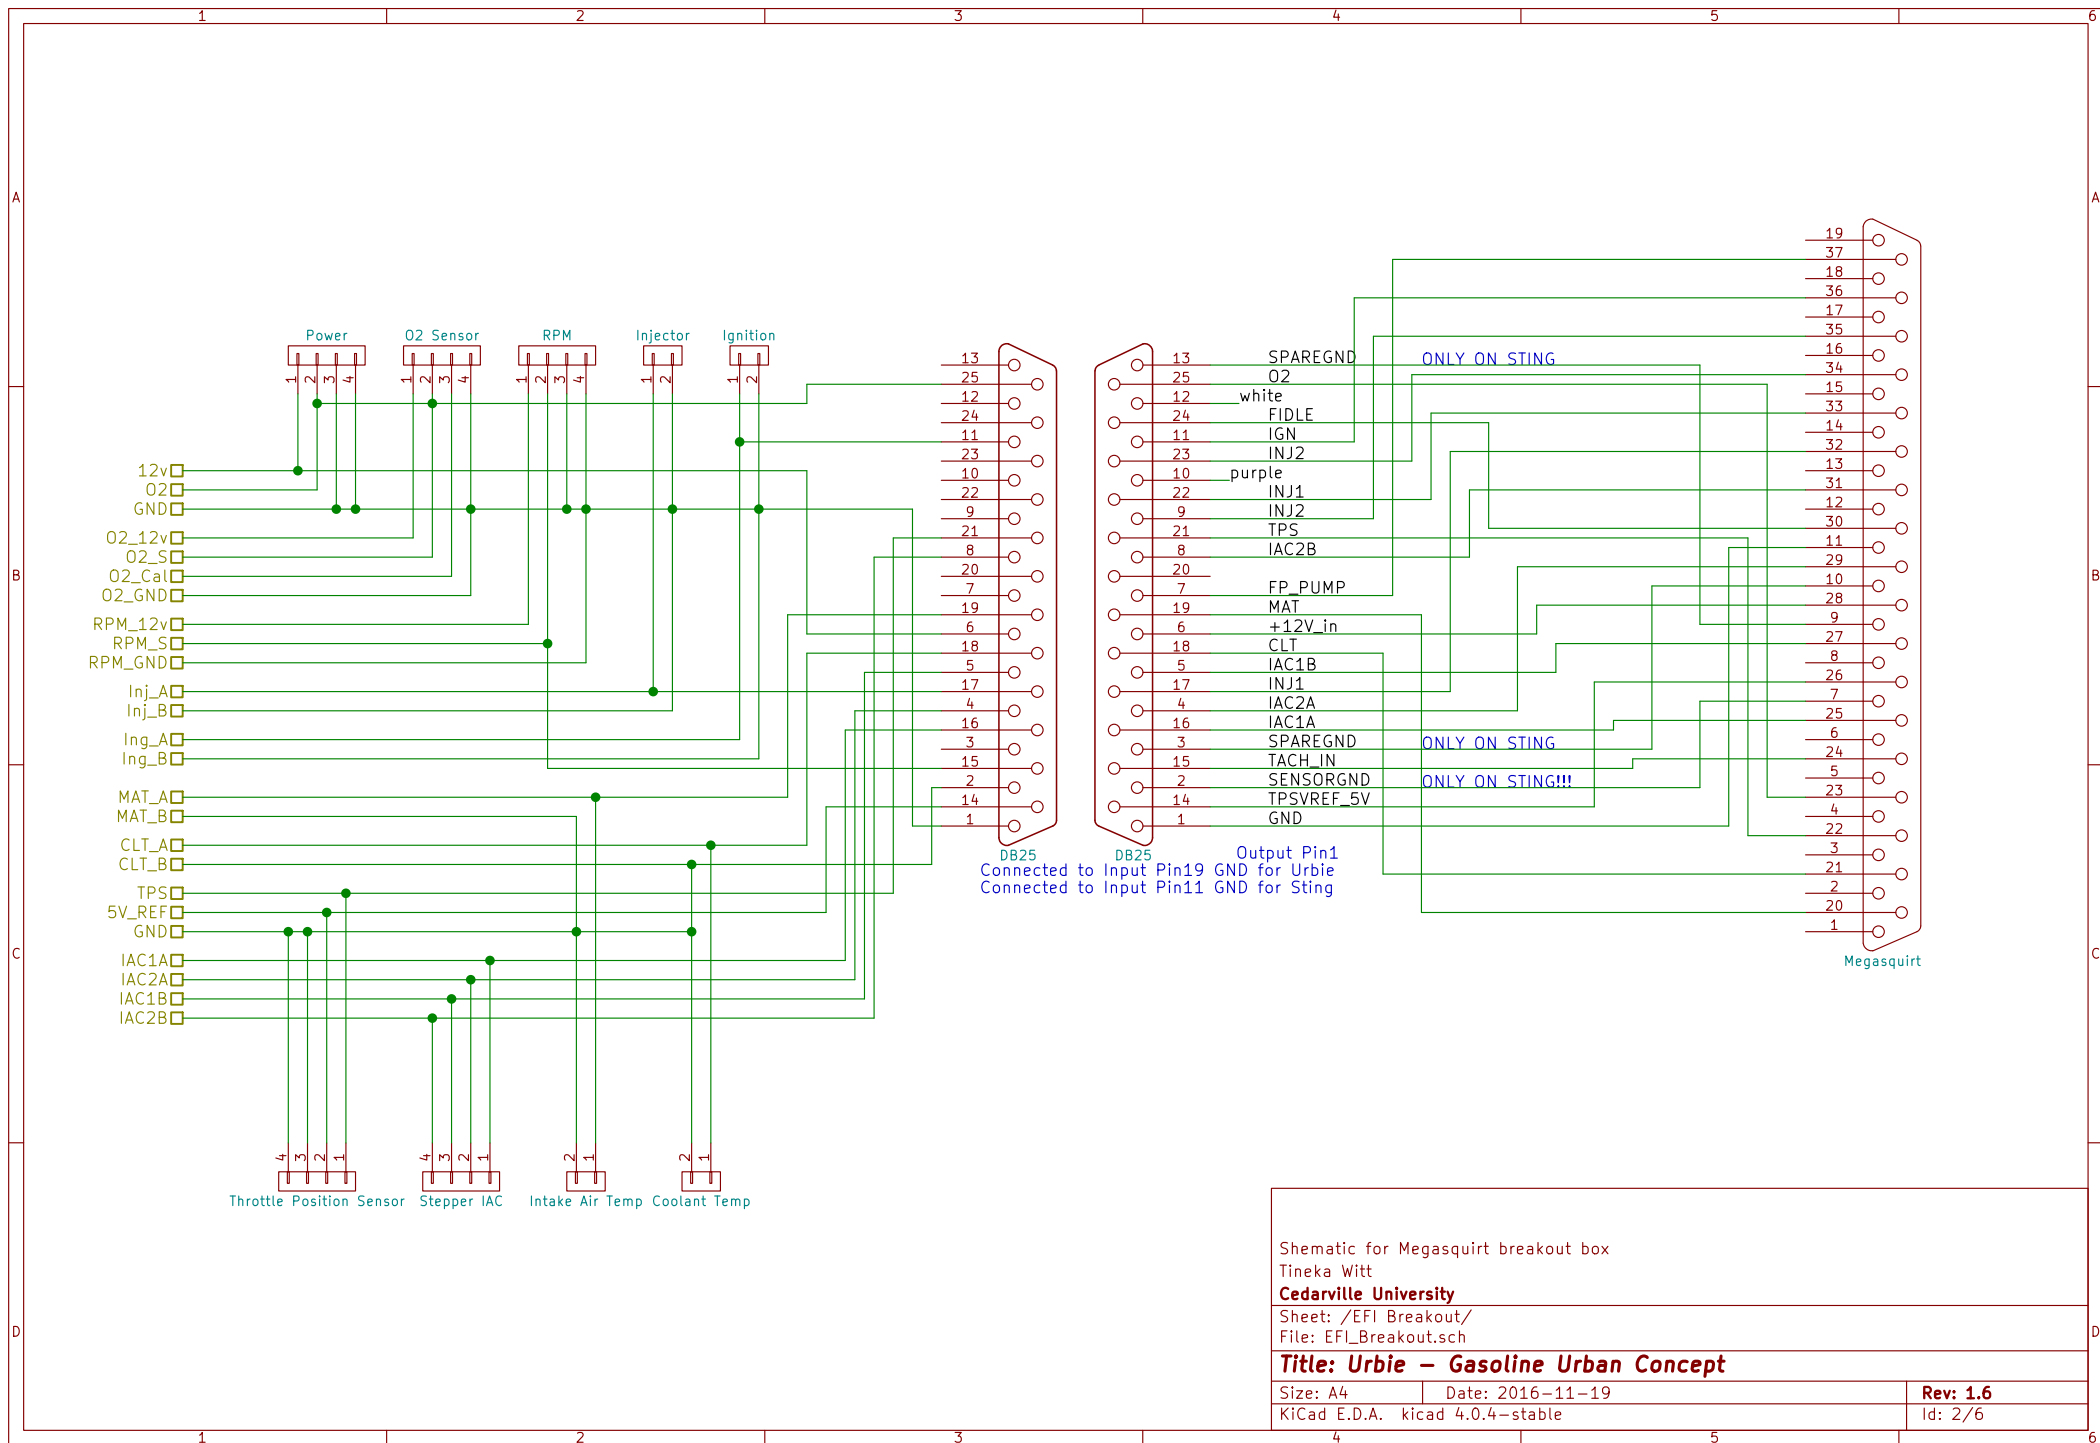 1 2 3 4 5 6
A A
19
37
18
36
17
Power O2 Sensor RPM Injector Ignition
35
16
13 13 SPAREGND ONLY ON STING
34
1 2 3 4 1 2 3 4 1 2 3 4 1 2 1 2
25 25 O2
15
12 12 white
33
24 24 FIDLE
14
11 11 IGN
32
23 23 INJ2
13
12v
10 10 purple
31
O2
22 22 INJ1
12
GND
9 9 INJ2
30
21 21 TPS
O2_12v
11
8 8 IAC2B
O2_S
29
20 20
O2_Cal
B B
10
7 7 FP_PUMP
O2_GND
28
19 19 MAT
9
RPM_12v
6 6 +12V_in
27
RPM_S
18 18 CLT
8
RPM_GND
5 5 IAC1B
26
17 17 INJ1
Inj_A
7
4 4 IAC2A
Inj_B
25
16 16 IAC1A
6
Ing_A
3 3 SPAREGND ONLY ON STING
24
Ing_B
15 15 TACH_IN
5
2 2 SENSORGND ONLY ON STING!!!
23
MAT_A
14 14 TPSVREF_5V
4
MAT_B
1 1 GND
22
CLT_A
3
DB25 DB25 Output Pin1
CLT_B
Connected to Input Pin19 GND for Urbie
21
Connected to Input Pin11 GND for Sting
TPS
2
5V_REF
20
GND
1
C C
IAC1A
Megasquirt
IAC2A
IAC1B
IAC2B
4 3 2 1 4 3 2 1 2 1 2 1
Throttle Position Sensor Stepper IAC Intake Air Temp Coolant Temp
Shematic for Megasquirt breakout box
Tineka Witt
Cedarville University
Sheet: /EFI Breakout/
D D
File: EFI_Breakout.sch
Title: Urbie – Gasoline Urban Concept
Size: A4 Date: 2016-11-19 Rev: 1.6
KiCad E.D.A. kicad 4.0.4-stable Id: 2/6
1 2 3 4 5 6